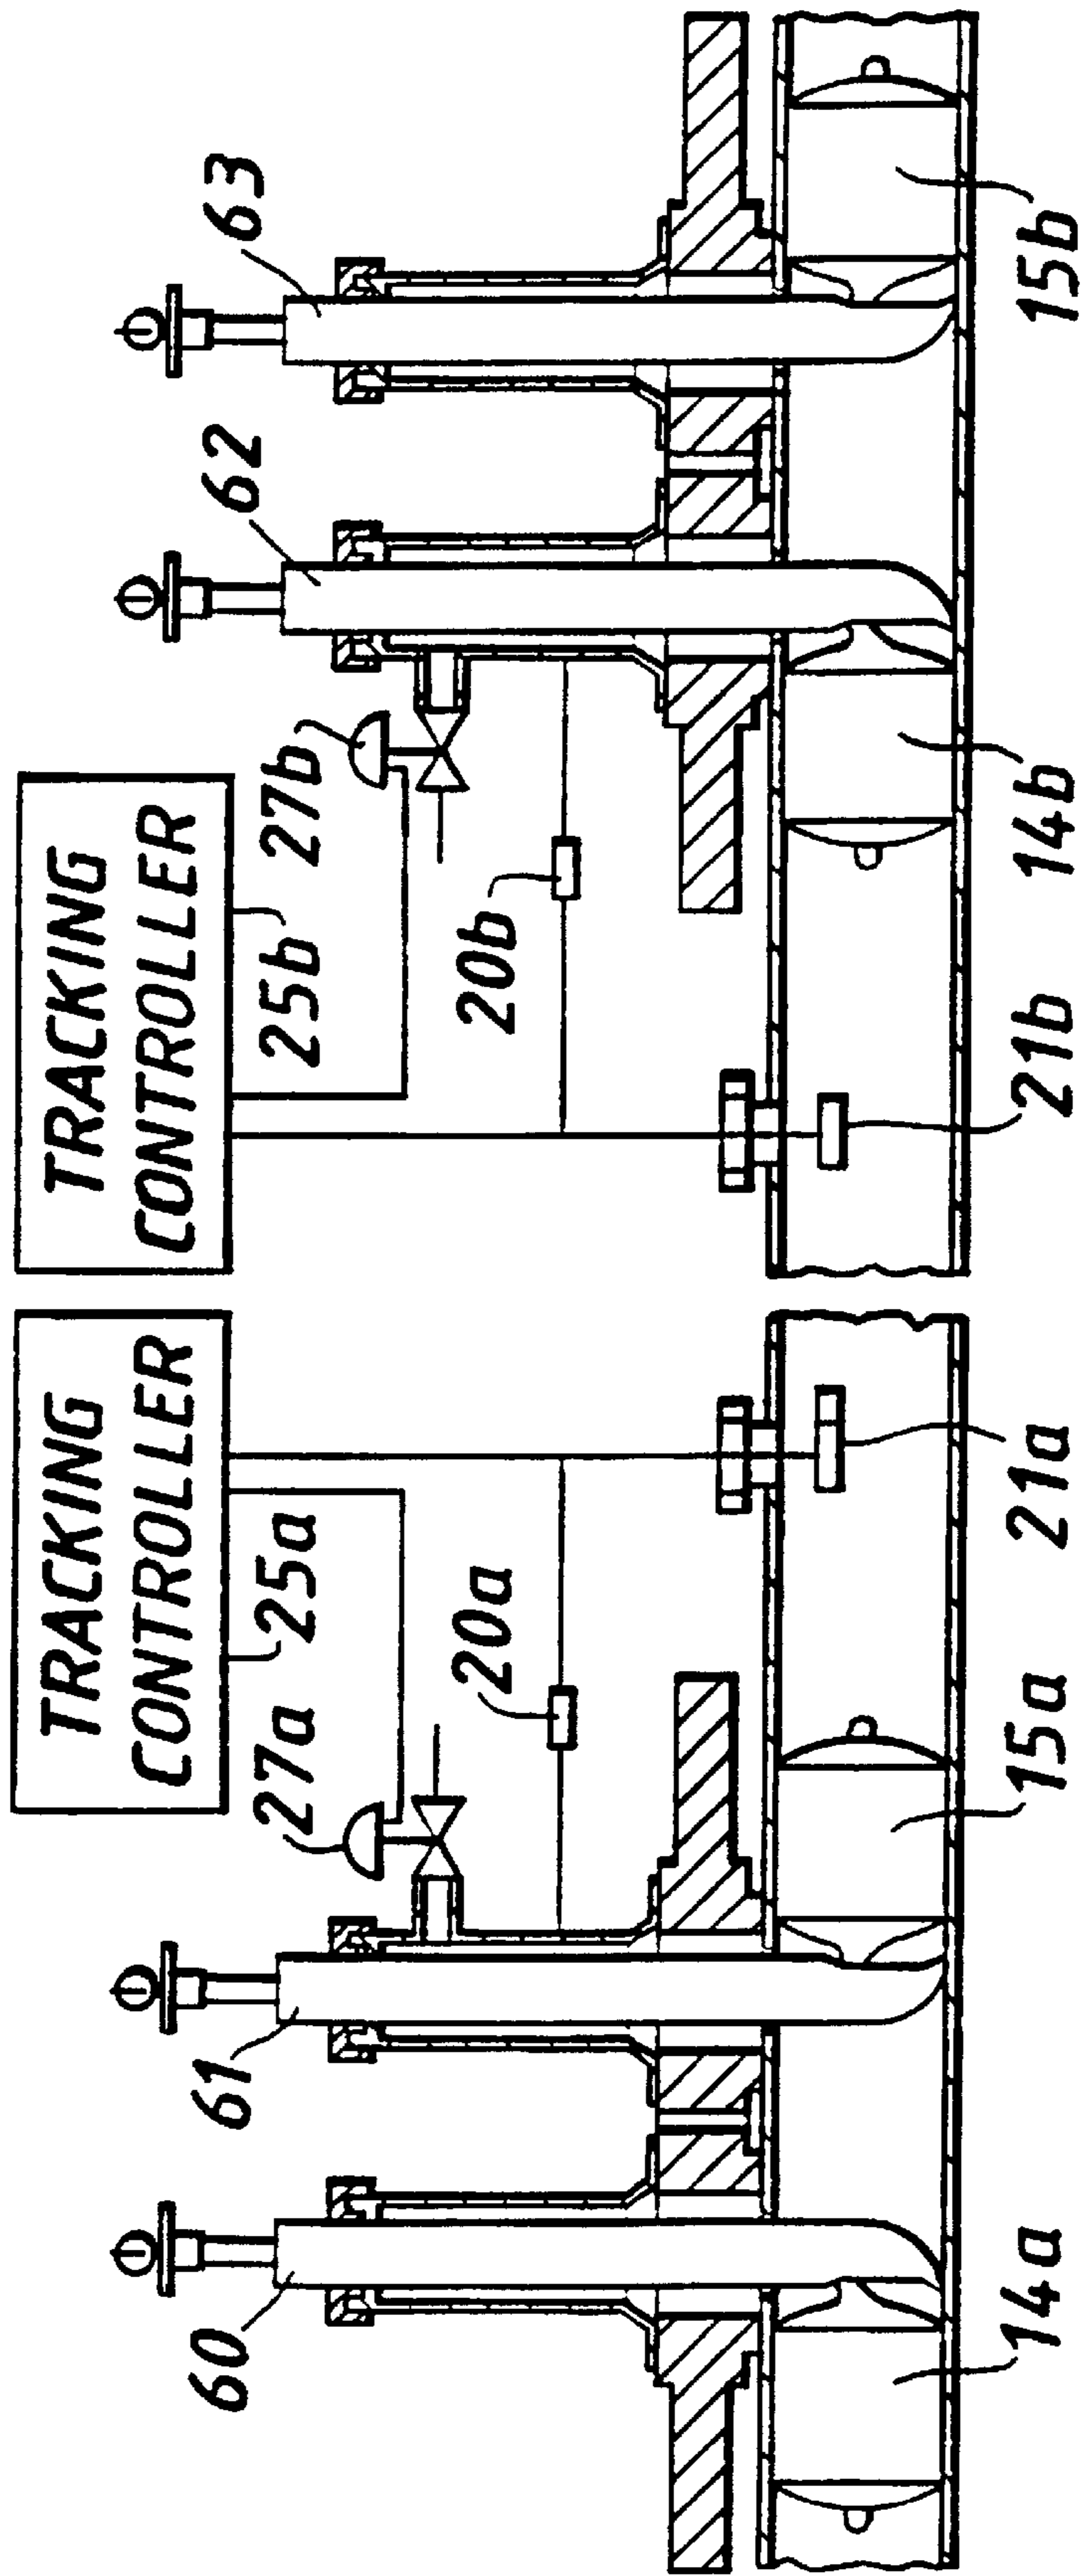 TRACKING
CONTROLLER
TRACKING
CONTROLLER
25a
25b
27a
27b
60
61
62
63
20a
20b
14a
15a
21a
21b
14b
15b